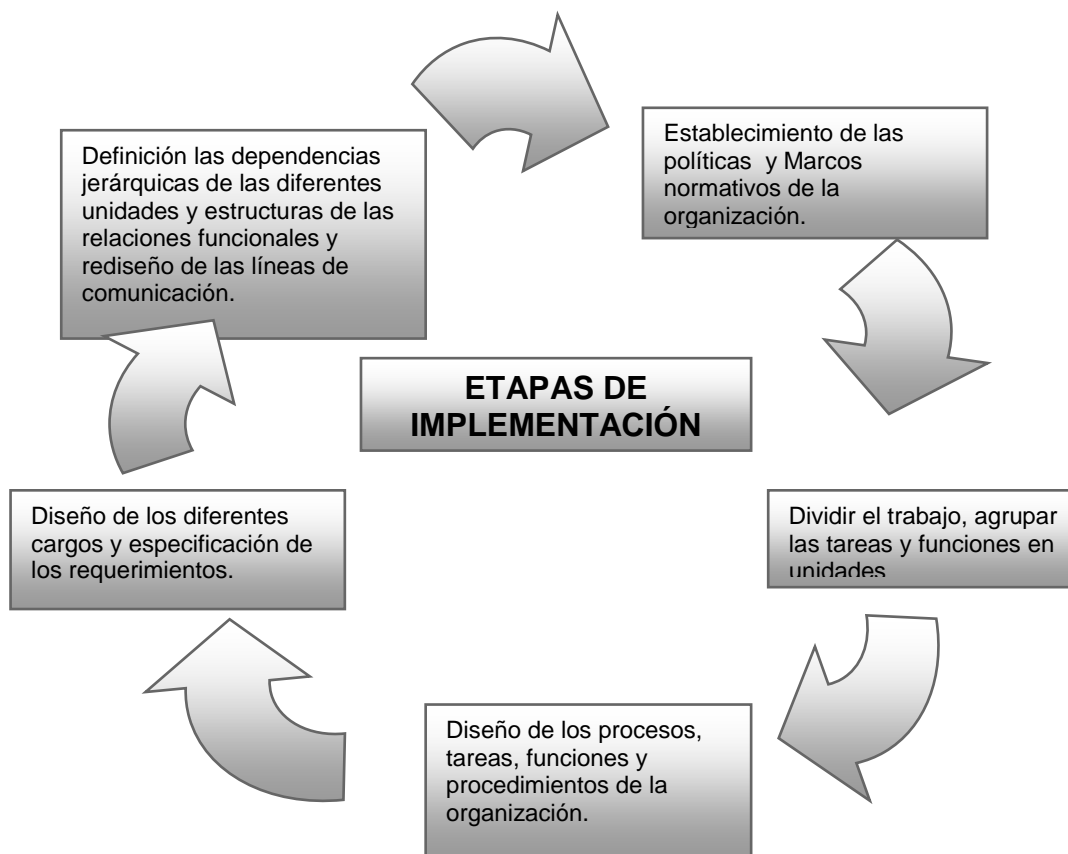 Definición las dependencias
jerárquicas de las diferentes
unidades y estructuras de las
relaciones funcionales y
rediseño de las líneas de
comunicación.
Establecimiento de las
políticas y Marcos
normativos de la
organización.
ETAPAS DE
IMPLEMENTACIÓN
Diseño de los diferentes
cargos y especificación de
los requerimientos.
Dividir el trabajo, agrupar
las tareas y funciones en
unidades
Diseño de los procesos,
tareas, funciones y
procedimientos de la
organización.